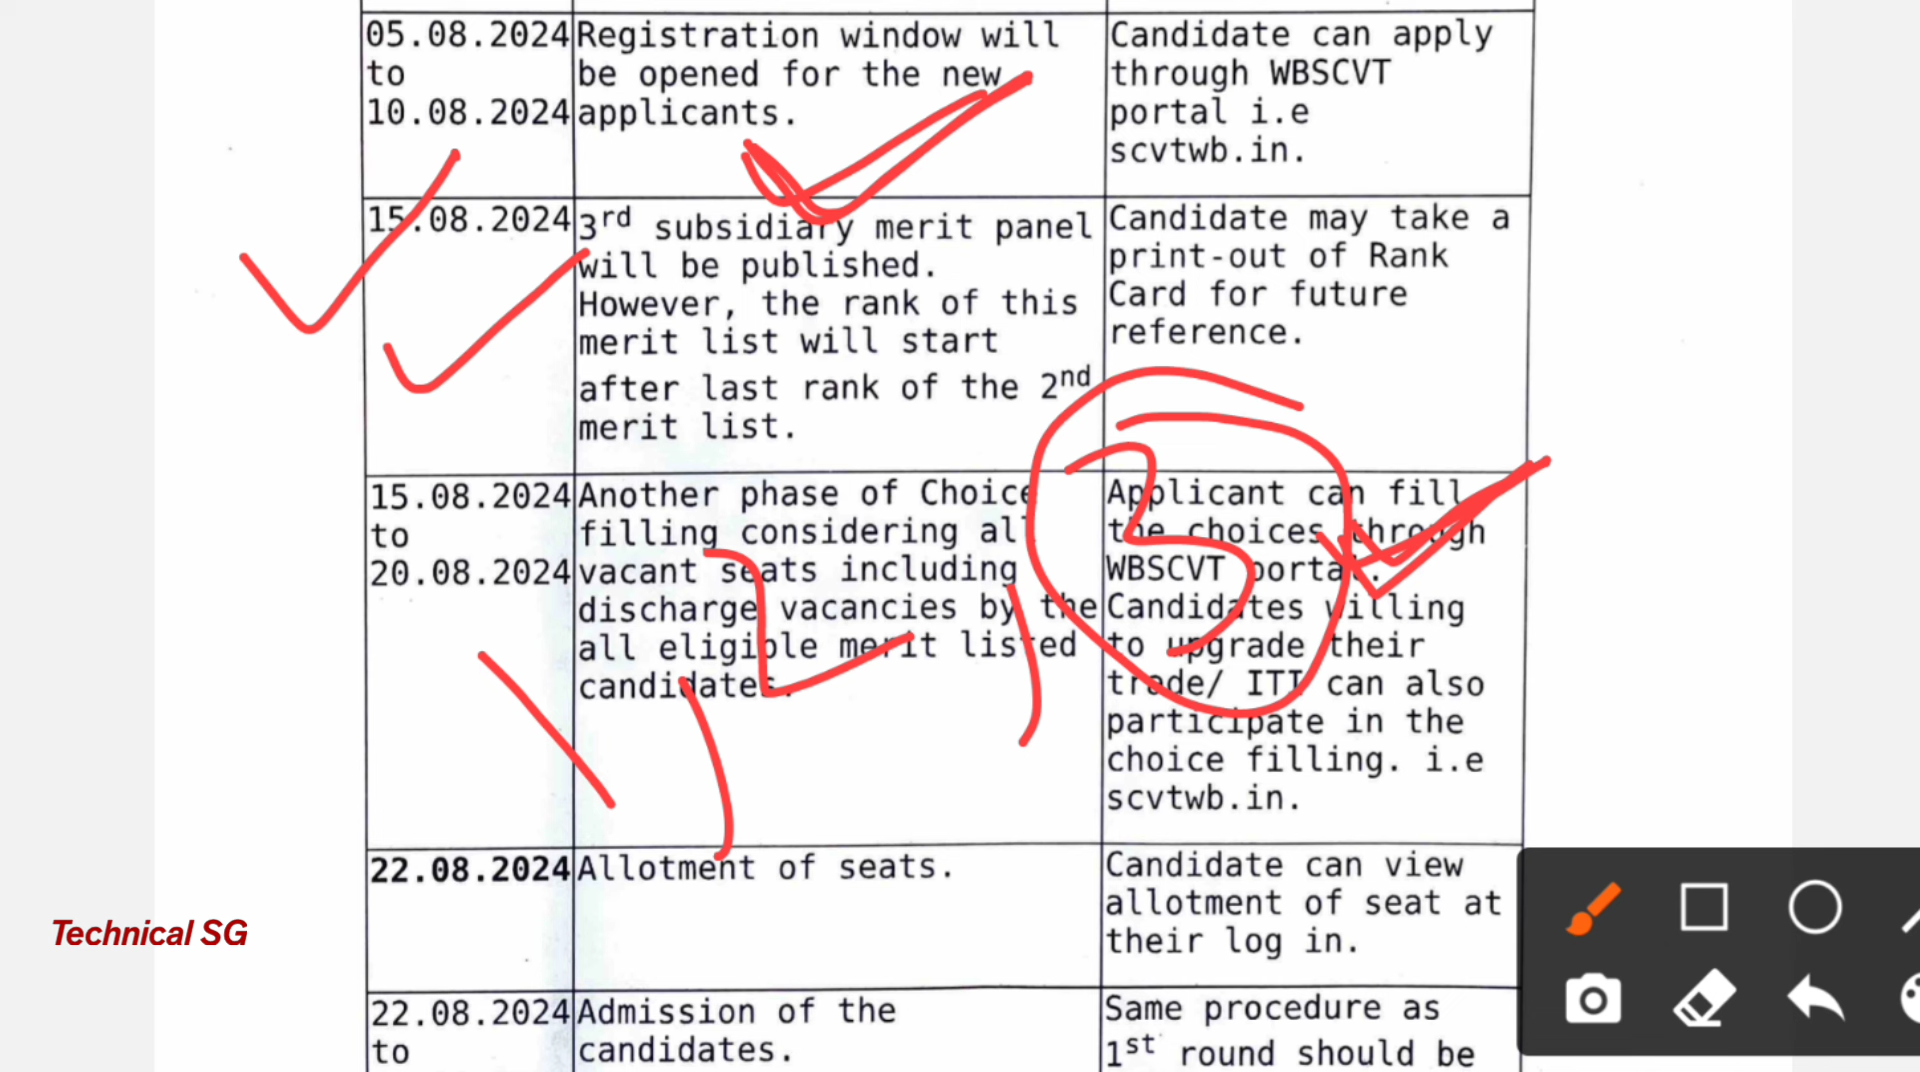 05.08.2024
to
10.08.2024
Registration window will
be opened for the new
applicants.
Candidate can apply
through WBSCVT
portal i.e
scvtwb.in.
15.08.2024
3rd subsidiary merit panel
will be published.
However, the rank of this
merit list will start
after last rank of the 2nd
merit list.
Candidate may take a
print-out of Rank
Card for future
reference.
15.08.2024
to
20.08.2024
Another phase of Choice
filling considering all
vacant seats including
discharge vacancies by the
all eligible merit listed
candidates.
Applicant can fill
the choices through
WBSCVT portal.
Candidates willing
to upgrade their
trade/ ITI can also
participate in the
choice filling. i.e
scvtwb.in.
1, 2, 3
22.08.2024
Allotment of seats.
Candidate can view
allotment of seat at
their log in.
22.08.2024
to
Admission of the
candidates.
Same procedure as
1st round should be
Technical SG